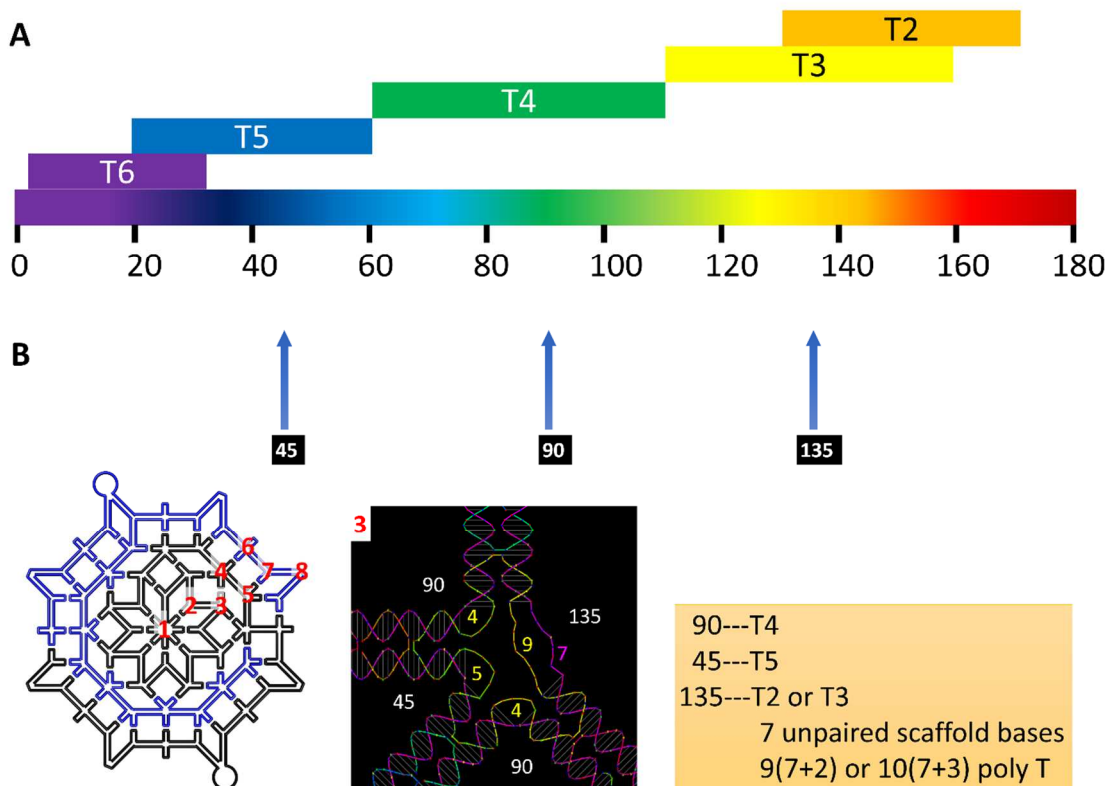 A
T2
T3
T4
T5
T6
0 20 40 60 80 100 120 140 160 180
B
45 90 135
3
6
4 7 8
5
2 3
1
90
135
4
9 7
5
45
4
90
90---T4
45---T5
135---T2 or T3
7 unpaired scaffold bases
9(7+2) or 10(7+3) poly T